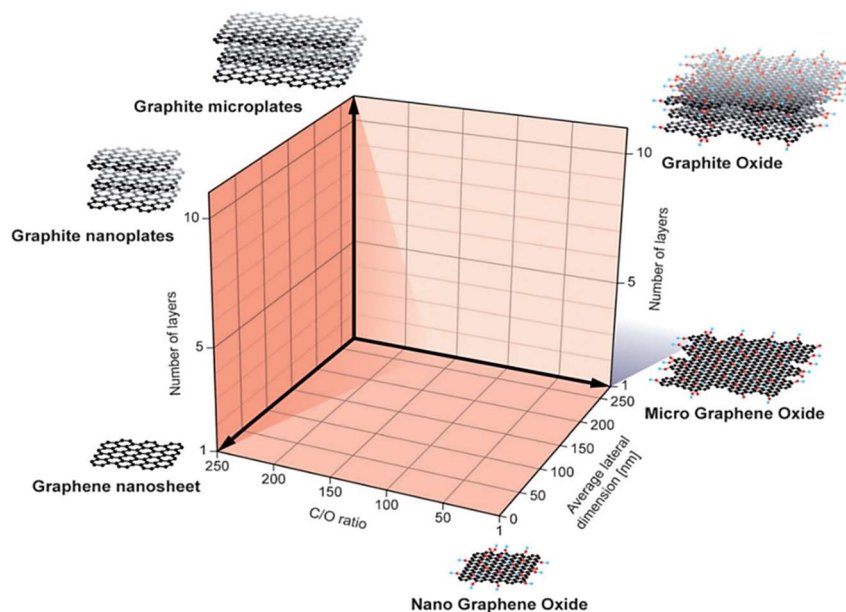 Graphite microplates
Graphite Oxide
Graphite nanoplates
10
5
1
Number of layers
10
5
1
Number of layers
Micro Graphene Oxide
Graphene nanosheet
250
200
150
100
50
1
C/O ratio
250
200
150
100
50
0
Average lateral
dimension [nm]
Nano Graphene Oxide